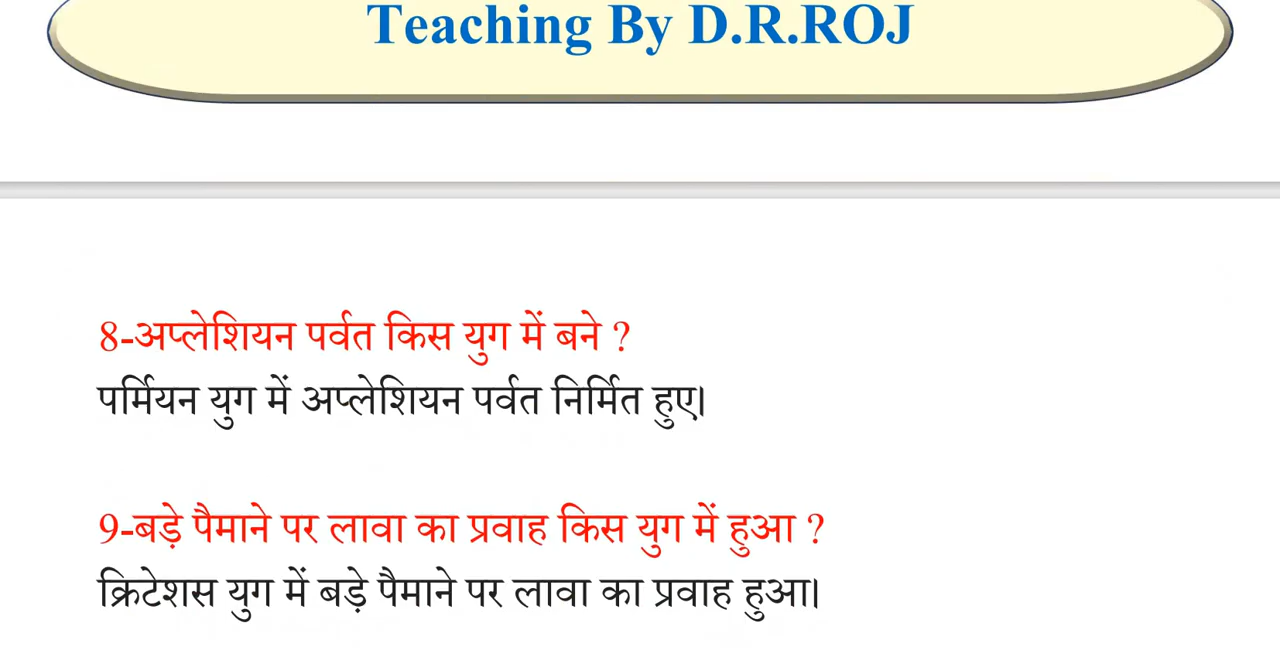 Teaching By D.R.ROJ
8-अप्लेशियन पर्वत किस युग में बने ?
पर्मियन युग में अप्लेशियन पर्वत निर्मित हुए।
9-बड़े पैमाने पर लावा का प्रवाह किस युग में हुआ ?
क्रिटेशस युग में बड़े पैमाने पर लावा का प्रवाह हुआ।